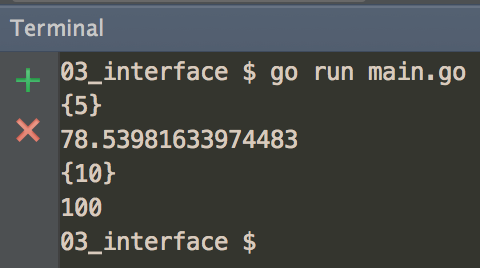 Terminal
03_interface $ go run main.go
{5}
78.53981633974483
{10}
100
03_interface $